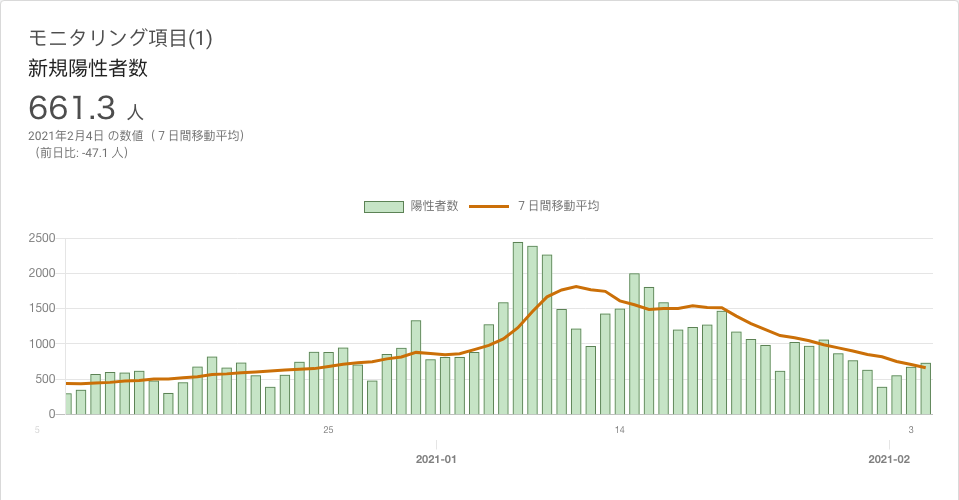 モニタリング項目(1)
新規陽性者数
661.3 人
2021年2月4日 の数値（７日間移動平均）
（前日比: -47.1 人）
陽性者数 ７日間移動平均
2500
2000
1500
1000
500
0
5 25 14 3
2021-01 2021-02